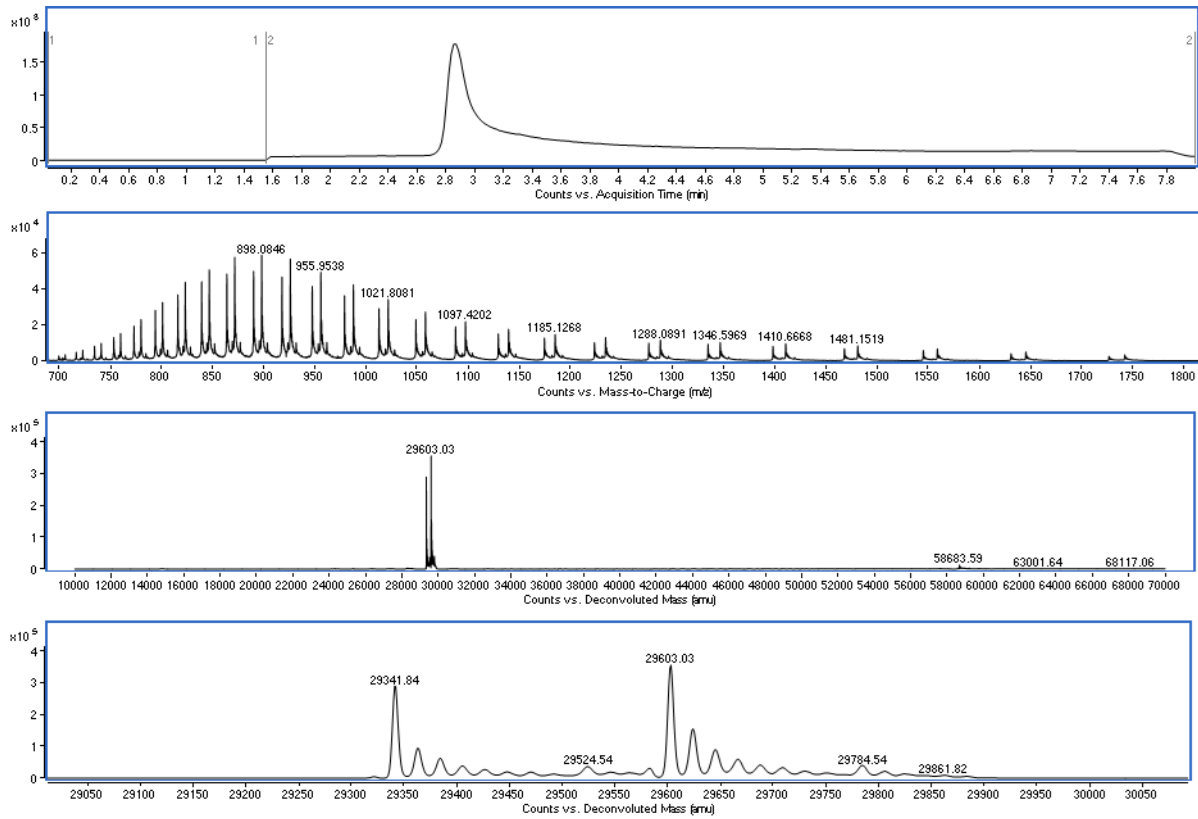 x10 8
1 1 2 2
1.5
1
0.5
0
0.2 0.4 0.6 0.8 1 1.2 1.4 1.6 1.8 2 2.2 2.4 2.6 2.8 3 3.2 3.4 3.6 3.8 4 4.2 4.4 4.6 4.8 5 5.2 5.4 5.6 5.8 6 6.2 6.4 6.6 6.8 7 7.2 7.4 7.6 7.8
Counts vs. Acquisition Time (min)
x10 4
6
4
2
0
898.0846
955.9538
1021.8081
1097.4202
1185.1268
1288.0891 1346.5969 1410.6668 1481.1519
700 750 800 850 900 950 1000 1050 1100 1150 1200 1250 1300 1350 1400 1450 1500 1550 1600 1650 1700 1750 1800
Counts vs. Mass-to-Charge (m/z)
x10 5
4
3
2
1
0
29603.03
58683.59 63001.64 68117.06
10000 12000 14000 16000 18000 20000 22000 24000 26000 28000 30000 32000 34000 36000 38000 40000 42000 44000 46000 48000 50000 52000 54000 56000 58000 60000 62000 64000 66000 68000 70000
Counts vs. Deconvoluted Mass (amu)
x10 5
4
3
2
1
0
29341.84
29524.54
29603.03
29784.54
29861.82
29050 29100 29150 29200 29250 29300 29350 29400 29450 29500 29550 29600 29650 29700 29750 29800 29850 29900 29950 30000 30050
Counts vs. Deconvoluted Mass (amu)